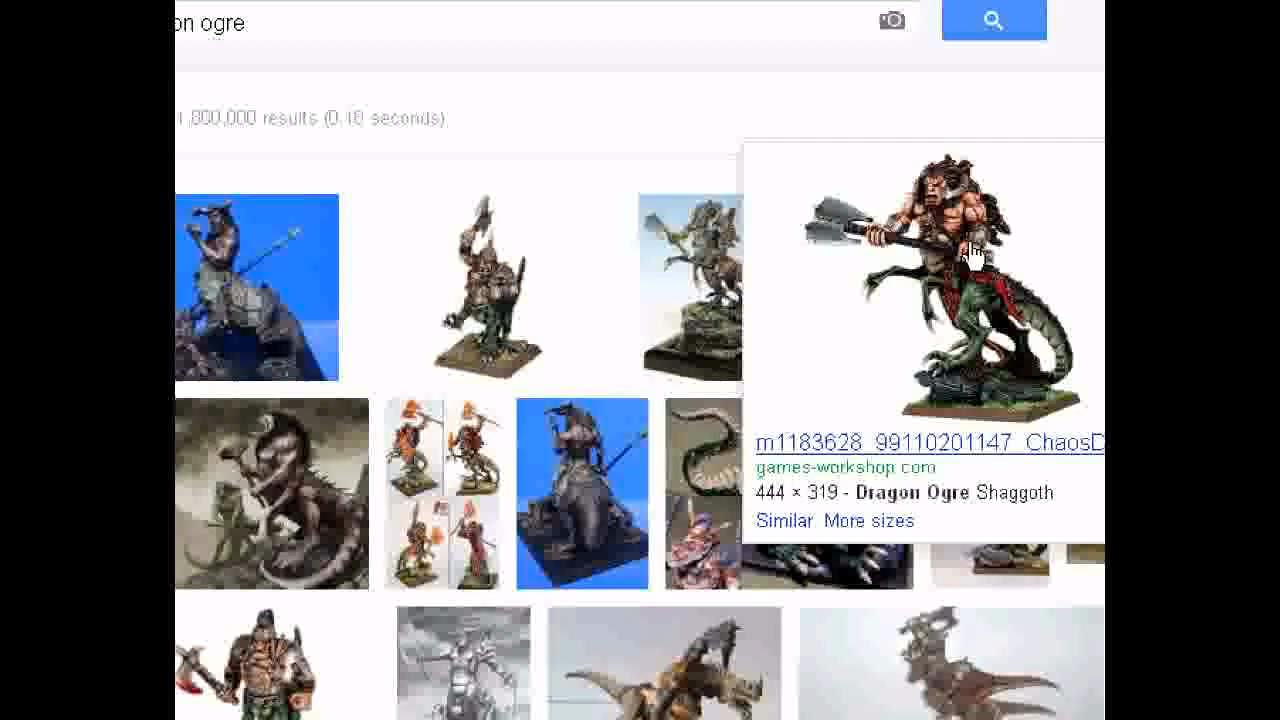 on ogre
1,800,000 results (0.18 seconds)
m1183628_99110201147_ChaosD
games-workshop.com
444 × 319 - Dragon Ogre Shaggoth
Similar More sizes